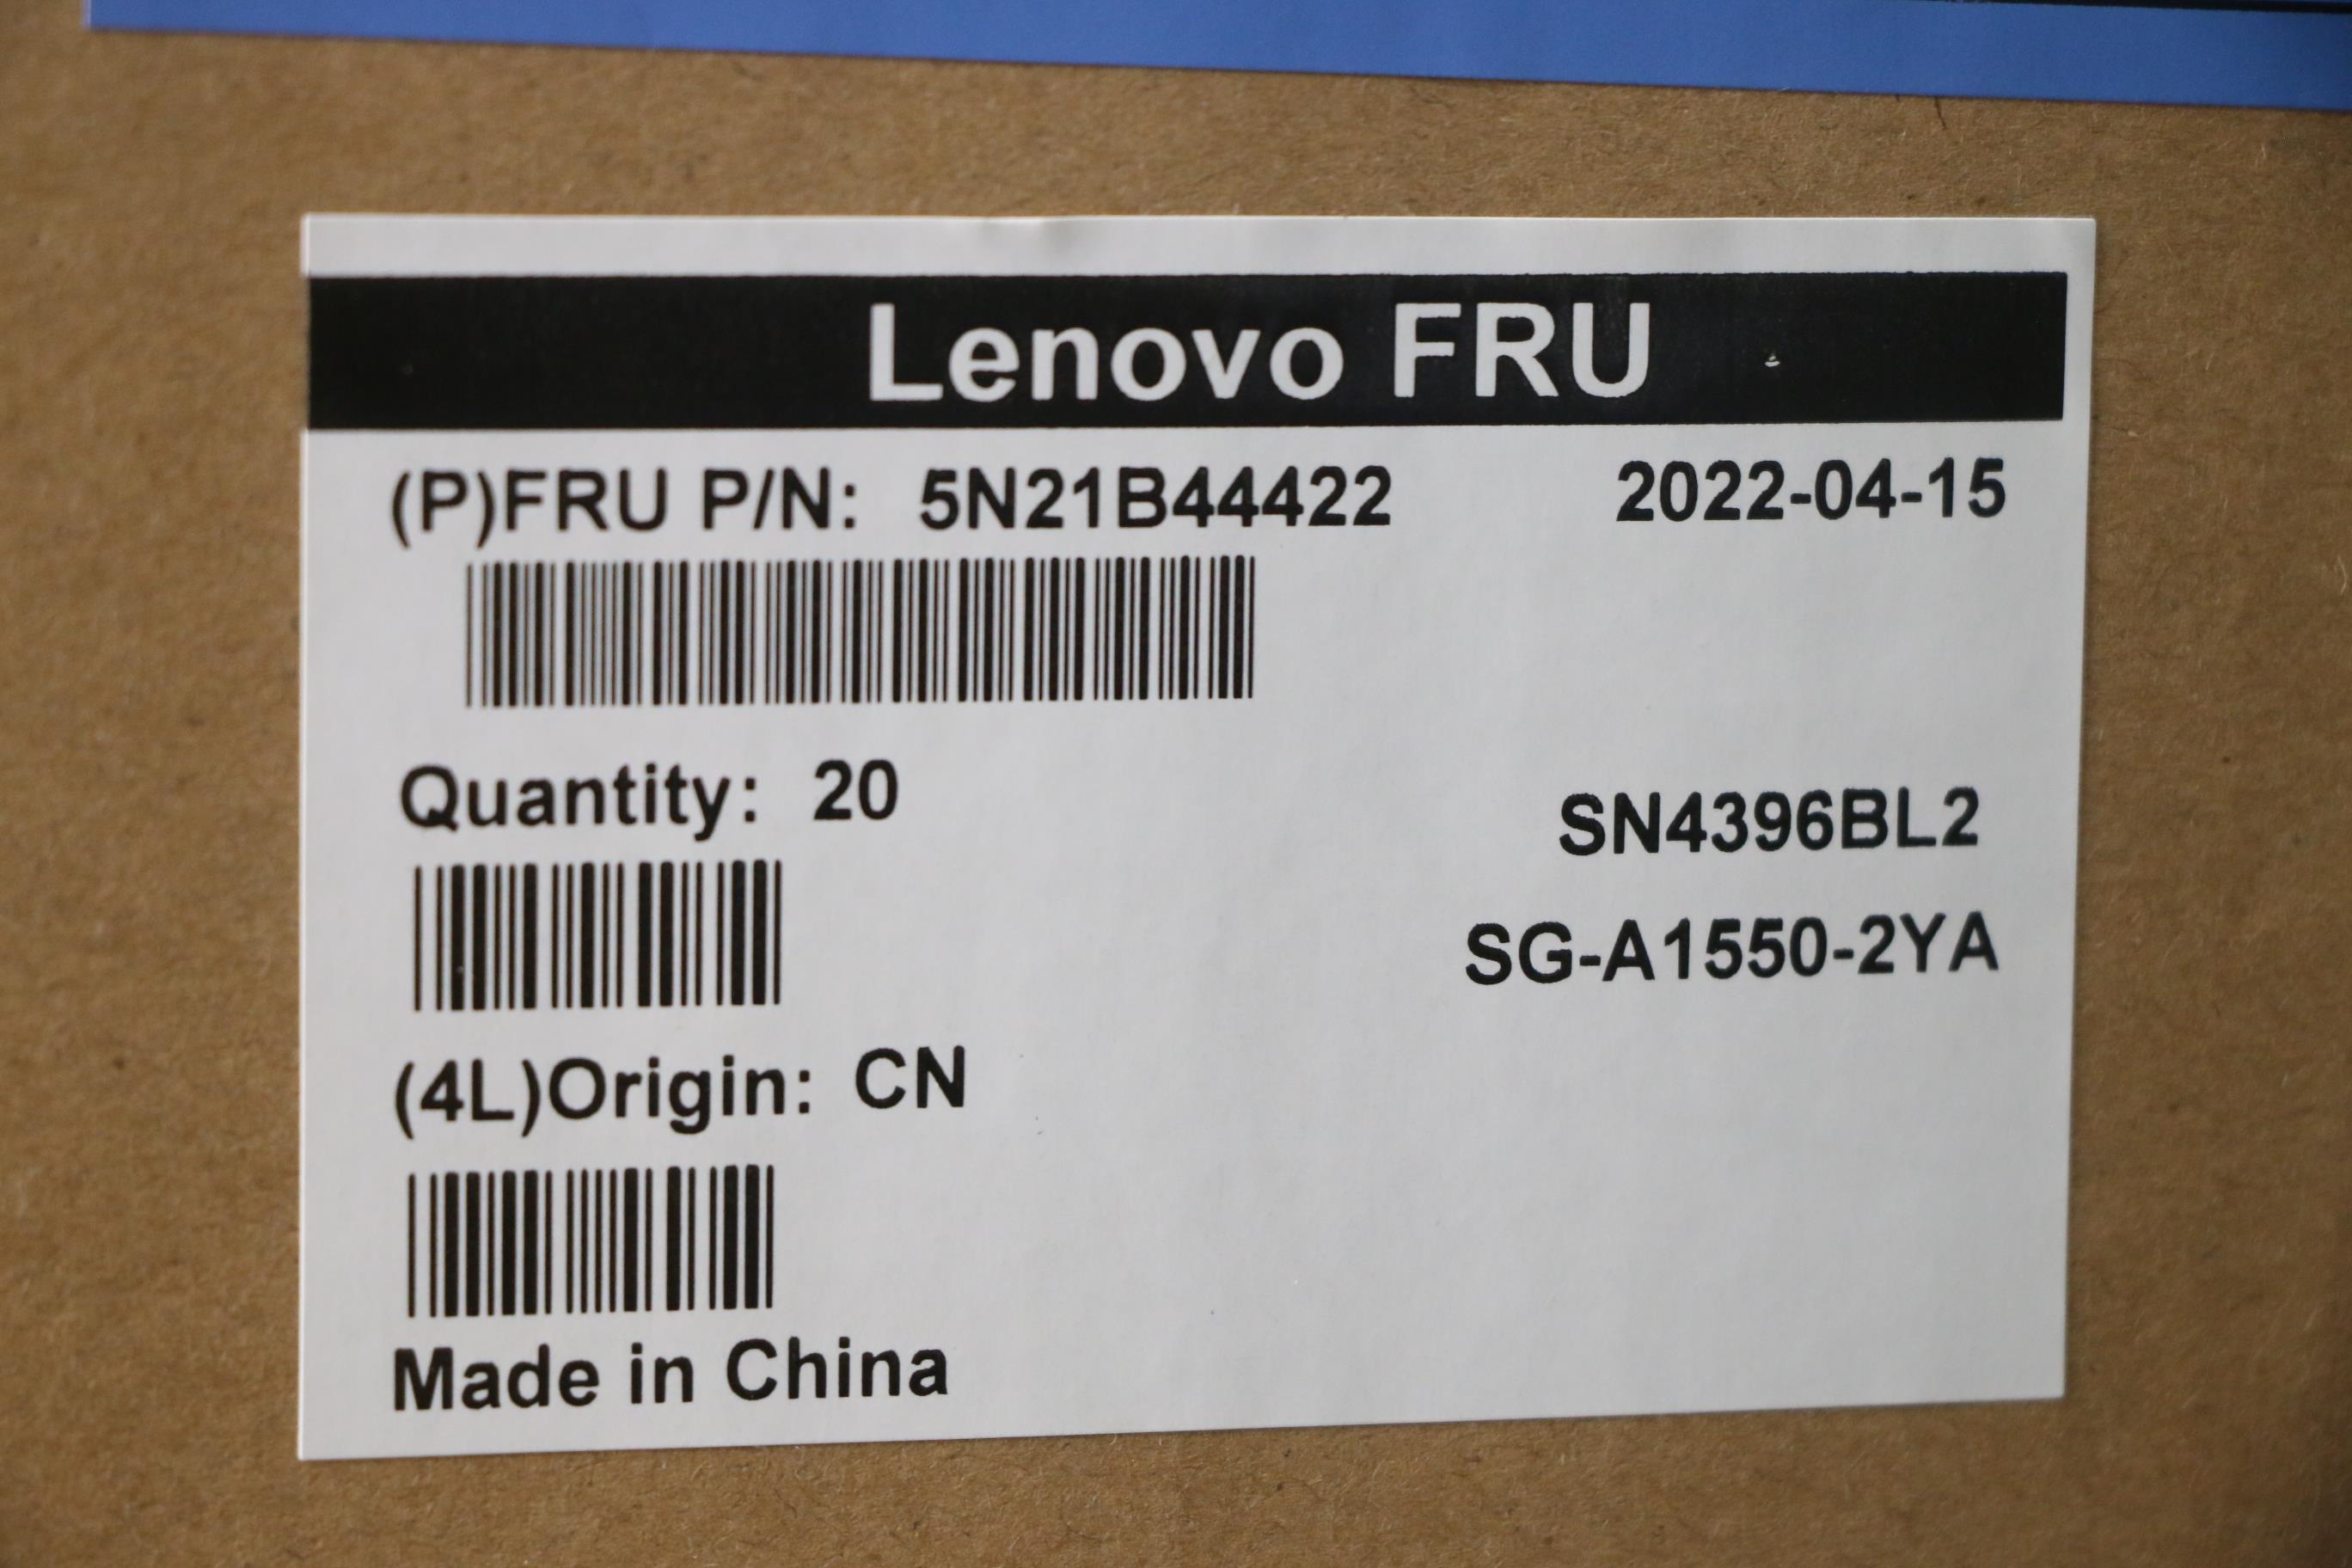 Lenovo FRU
(P)FRU P/N: 5N21B44422 2022-04-15
Quantity: 20
SN4396BL2
SG-A1550-2YA
(4L)Origin: CN
Made in China